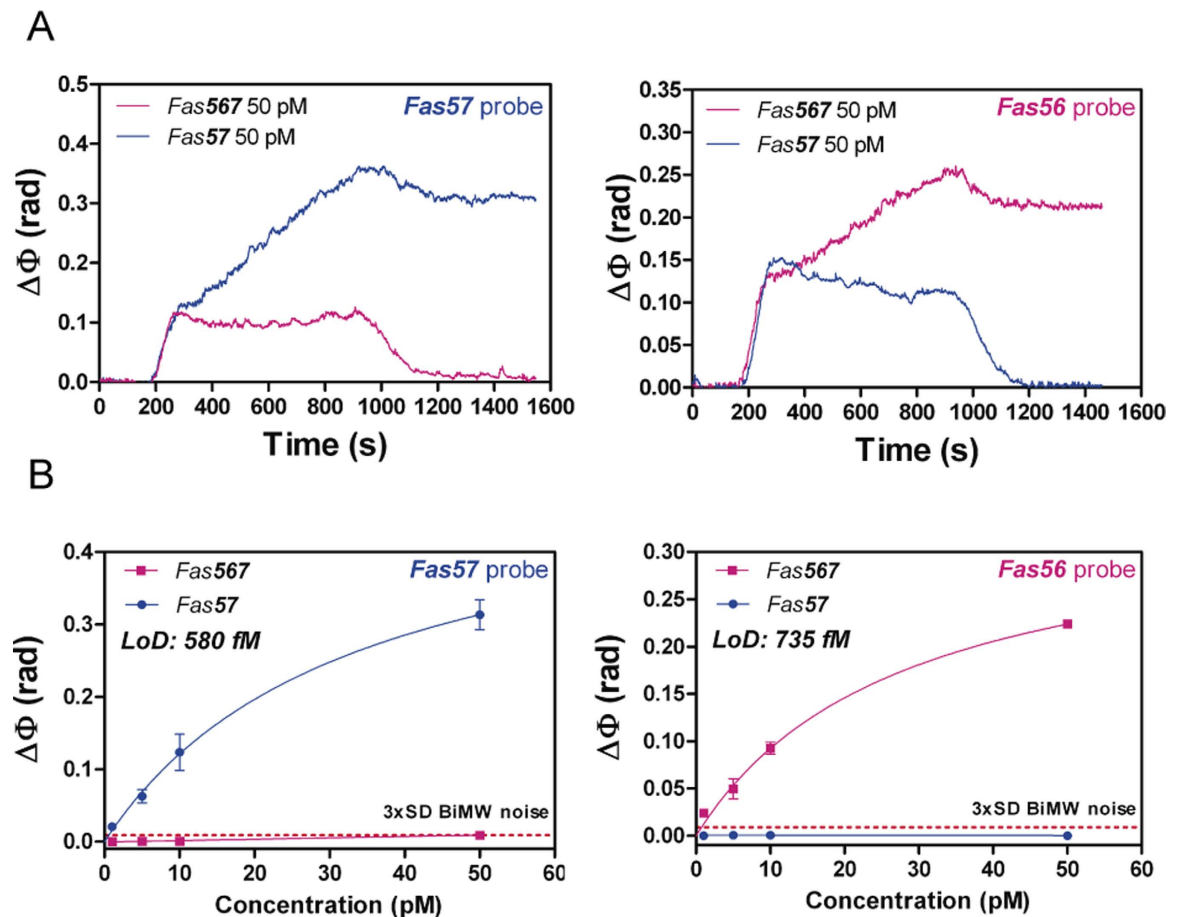 A
0.5
0.4
0.3
0.2
0.1
0.0
ΔΦ (rad)
Fas567 50 pM
Fas57 50 pM
Fas57 probe
0 200 400 600 800 1000 1200 1400 1600
Time (s)
0.35
0.30
0.25
0.20
0.15
0.10
0.05
0.00
ΔΦ (rad)
Fas567 50 pM
Fas57 50 pM
Fas56 probe
0 200 400 600 800 1000 1200 1400 1600
Time (s)
B
0.4
0.3
0.2
0.1
0.0
ΔΦ (rad)
Fas567
Fas57
LoD: 580 fM
Fas57 probe
3xSD BiMW noise
0 10 20 30 40 50 60
Concentration (pM)
0.30
0.25
0.20
0.15
0.10
0.05
0.00
ΔΦ (rad)
Fas567
Fas57
LoD: 735 fM
Fas56 probe
3xSD BiMW noise
0 10 20 30 40 50 60
Concentration (pM)